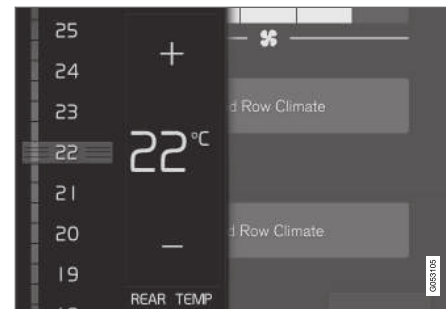 25
24
23
22
21
20
19
+
22°C
–
REAR TEMP
d Row Climate
d Row Climate
G053105